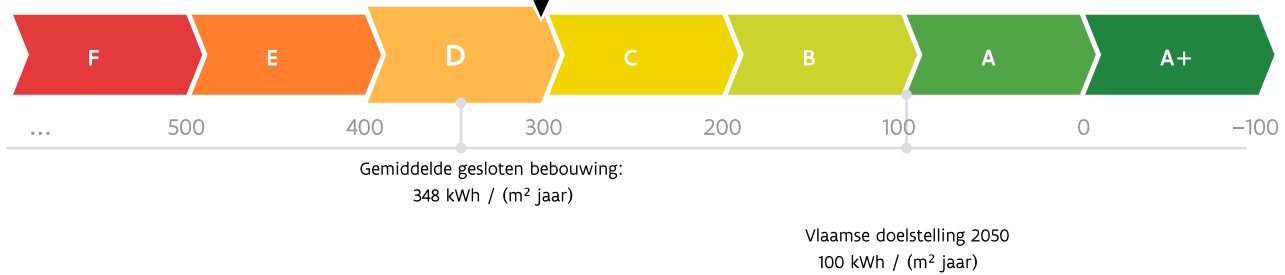 F E D C B A A+
... 500 400 300 200 100 0 –100
Gemiddelde gesloten bebouwing:
348 kWh / (m² jaar)
Vlaamse doelstelling 2050
100 kWh / (m² jaar)